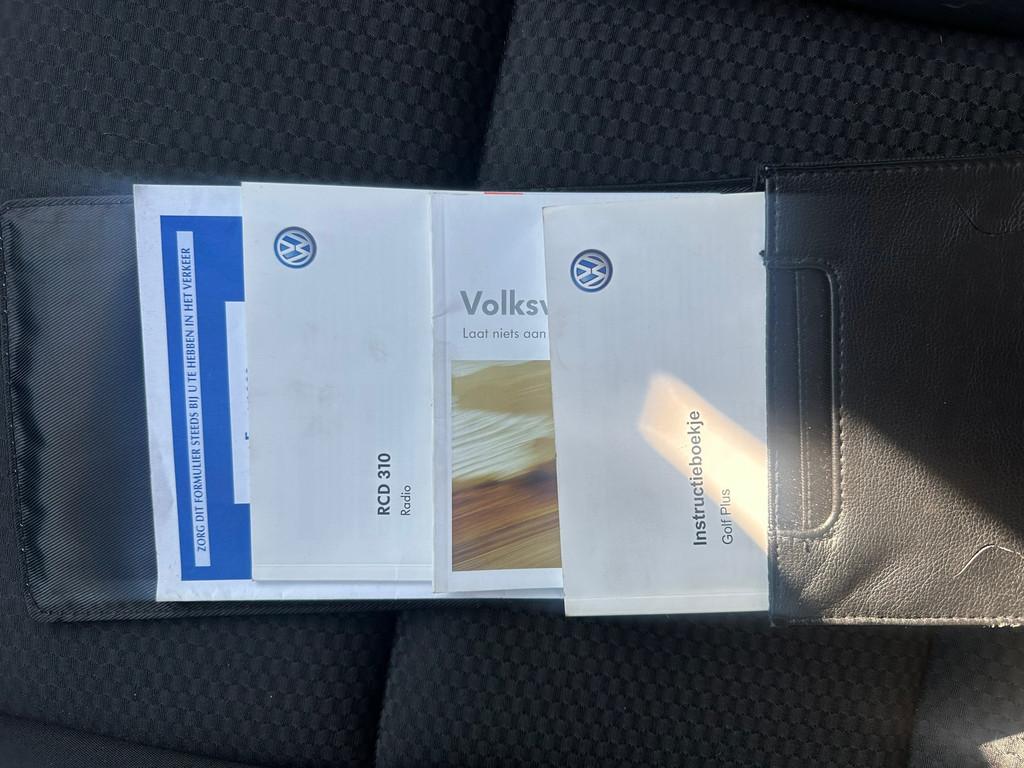 ZORG DIT FORMULIER STEEDS BIJ U TE HEBBEN IN HET VERKEER
RCD 310
Radio
Laat niets aan
Instructieboekje
Golf Plus